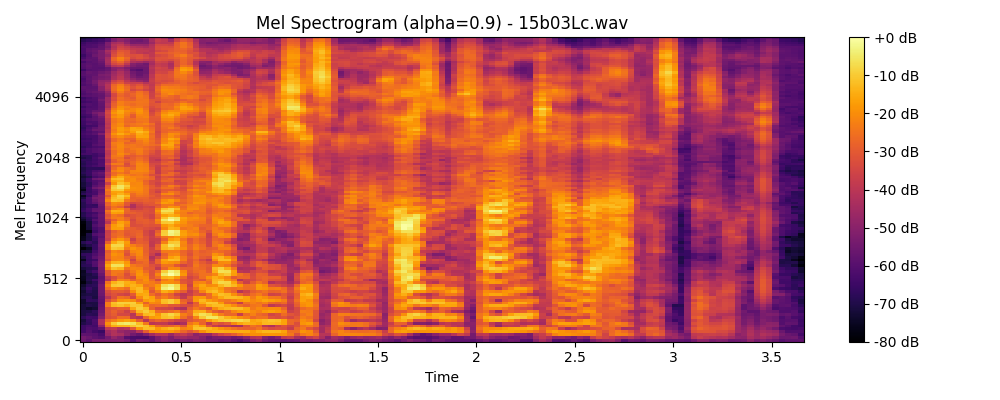 Mel Spectrogram (alpha=0.9) - 15b03Lc.wav
Mel Frequency
4096
2048
1024
512
0
0
0.5
1
1.5
2
2.5
3
3.5
Time
+0 dB
-10 dB
-20 dB
-30 dB
-40 dB
-50 dB
-60 dB
-70 dB
-80 dB